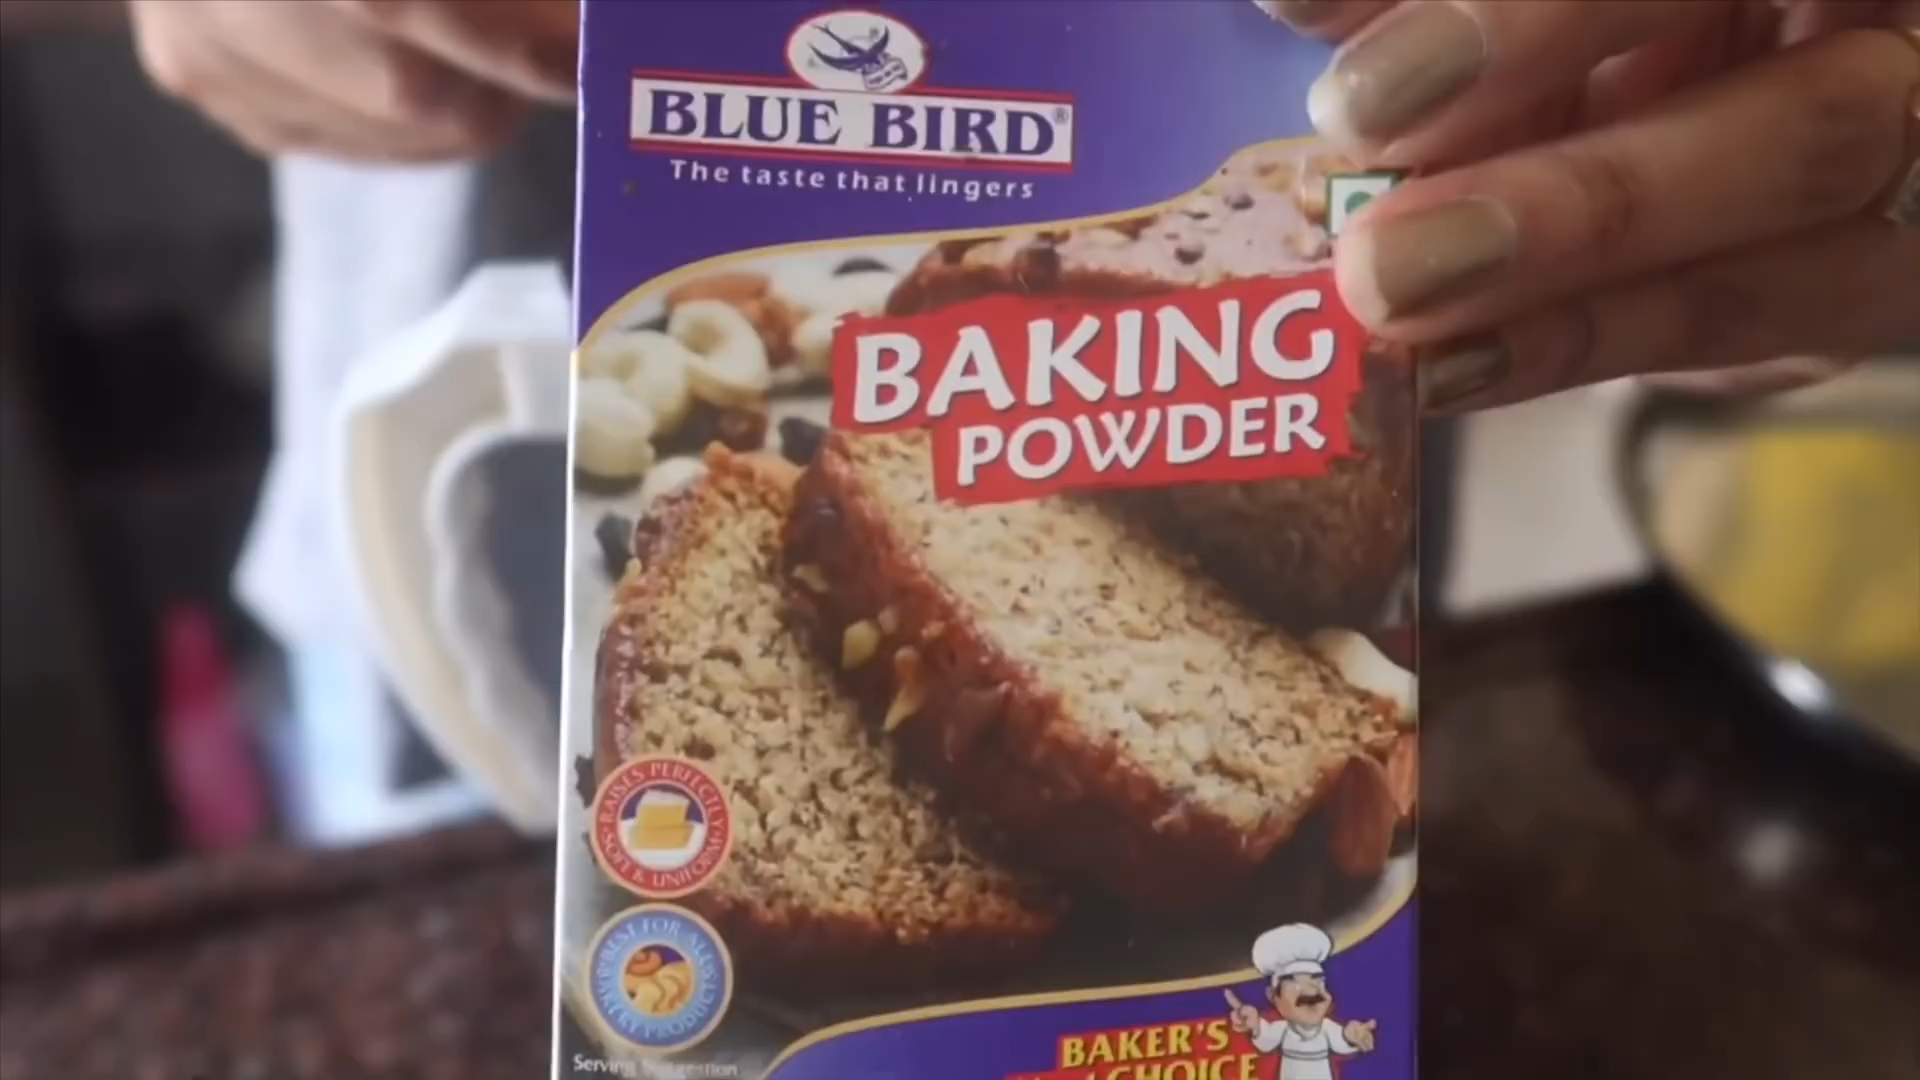 BLUE BIRD®
The taste that lingers
BAKING
POWDER
RAISES PERFECTLY
SOFT & UNIFORM
BEST FOR ALL
BAKERY PRODUCTS
BAKER'S
CHOICE
Serving Suggestion